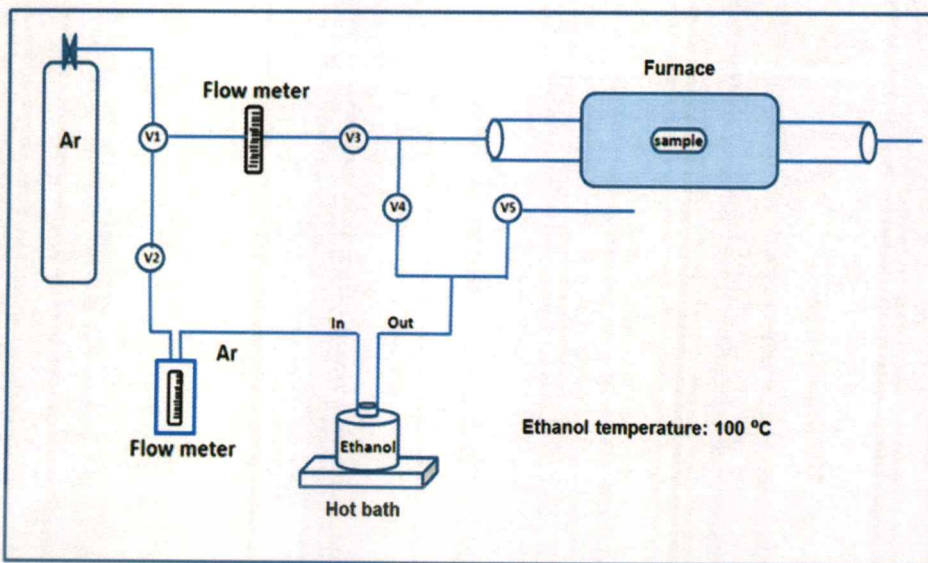 Furnace
Flow meter
Ar
V1
V3
sample
V4
V5
V2
In
Out
Ar
Ethanol
Flow meter
Ethanol temperature: 100 ºC
Hot bath